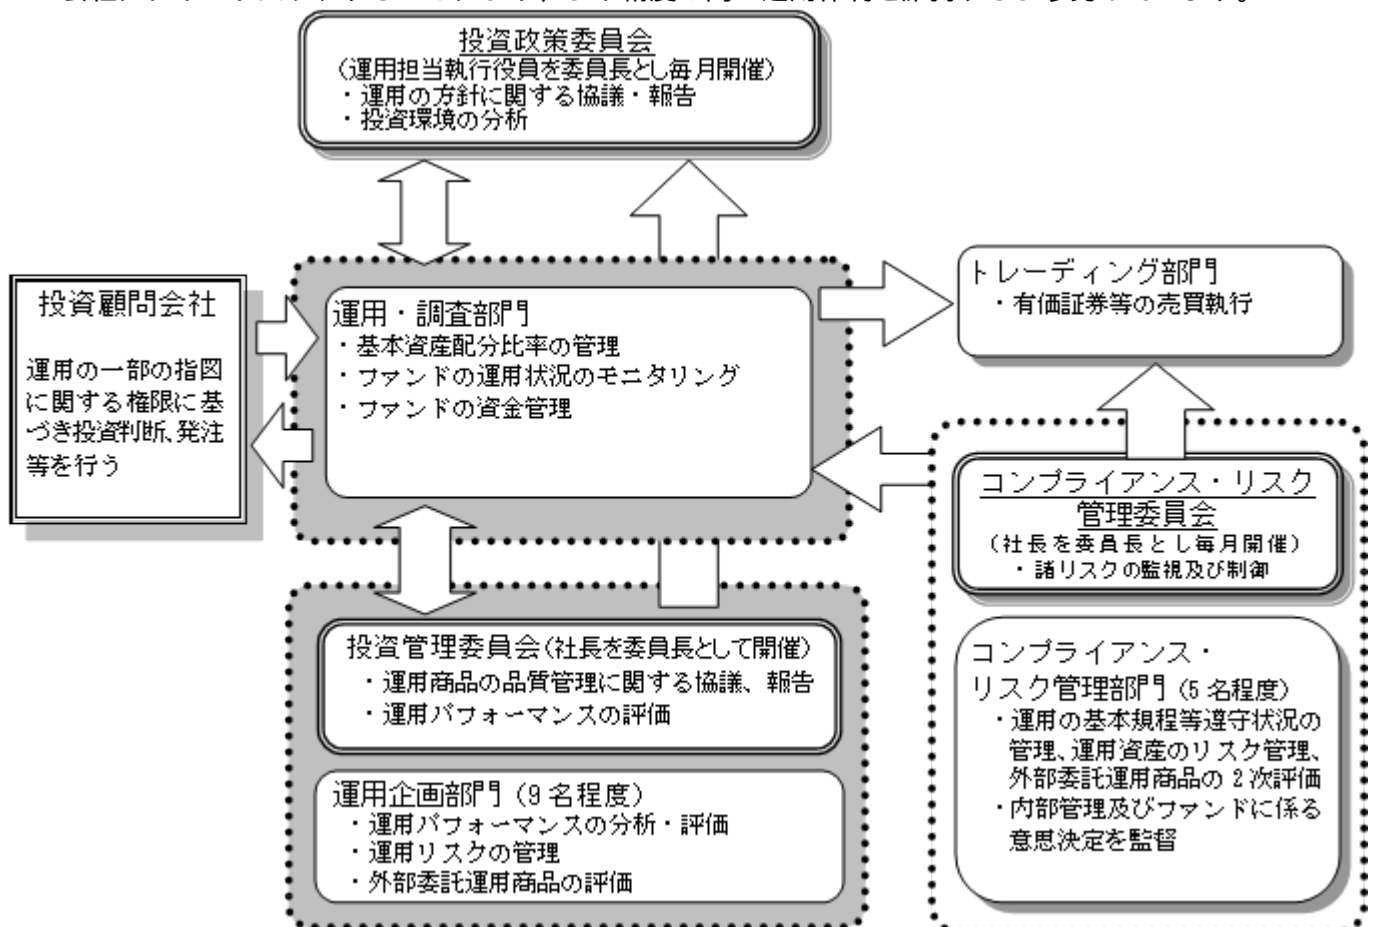 投資政策委員会
（運用担当執行役員を委員長とし毎月開催）
・運用の方針に関する協議・報告
・投資環境の分析
投資顧問会社
運用の一部の指図
に関する権限に基
づき投資判断、発注
等を行う
運用・調査部門
・基本資産配分比率の管理
・ファンドの運用状況のモニタリング
・ファンドの資金管理
トレーディング部門
・有価証券等の売買執行
コンプライアンス・リスク
管理委員会
（社長を委員長とし毎月開催）
・諸リスクの監視及び制御
投資管理委員会（社長を委員長として開催）
・運用商品の品質管理に関する協議、報告
・運用パフォーマンスの評価
運用企画部門（9名程度）
・運用パフォーマンスの分析・評価
・運用リスクの管理
・外部委託運用商品の評価
コンプライアンス・
リスク管理部門（5名程度）
・運用の基本規程等遵守状況の
管理、運用資産のリスク管理、
外部委託運用商品の2次評価
・内部管理及びファンドに係る
意思決定を監督